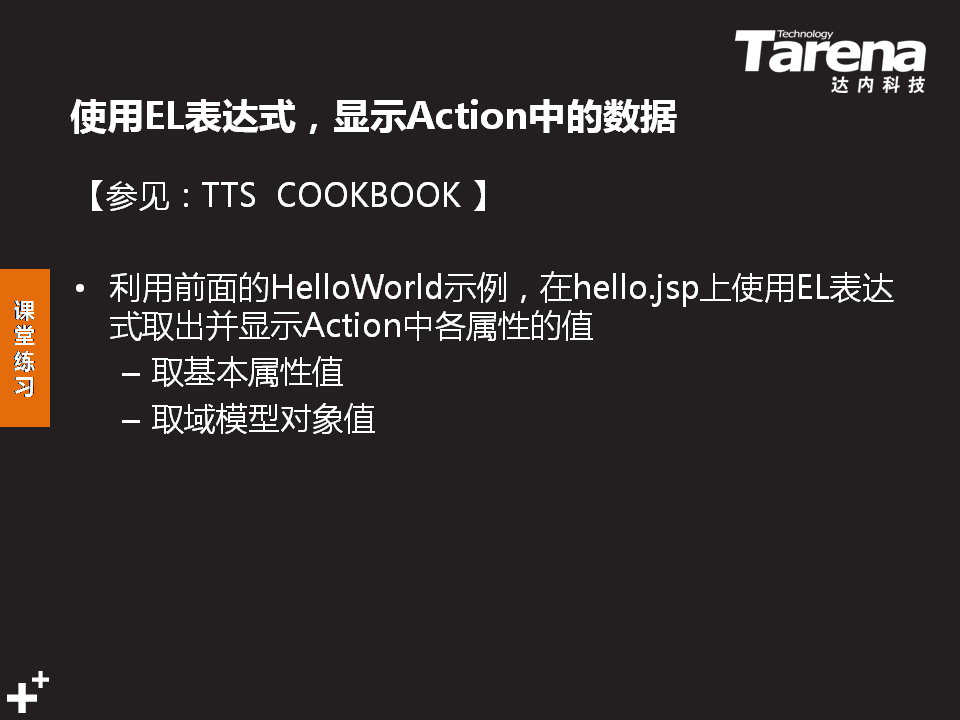 Technology
Tarena
达内科技
使用EL表达式，显示Action中的数据
【参见：TTS COOKBOOK 】
课堂练习
• 利用前面的HelloWorld示例，在hello.jsp上使用EL表达
式取出并显示Action中各属性的值
– 取基本属性值
– 取域模型对象值